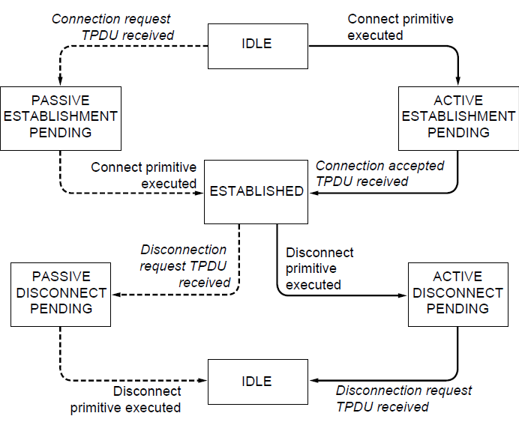 Connection request
TPDU received
IDLE
Connect primitive
executed
PASSIVE
ESTABLISHMENT
PENDING
ACTIVE
ESTABLISHMENT
PENDING
Connect primitive
executed
ESTABLISHED
Connection accepted
TPDU received
Disconnection
request TPDU
received
Disconnect
primitive
executed
PASSIVE
DISCONNECT
PENDING
ACTIVE
DISCONNECT
PENDING
Disconnect
primitive executed
IDLE
Disconnection request
TPDU received